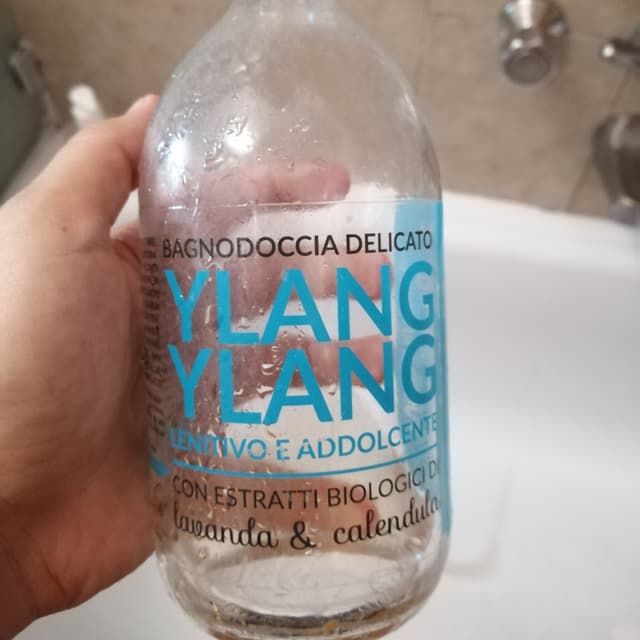 BAGNODOCCIA DELICATO
YLANG
YLANG
LENITIVO E ADDOLCENTE
CON ESTRATTI BIOLOGICI DI
lavanda & calendula